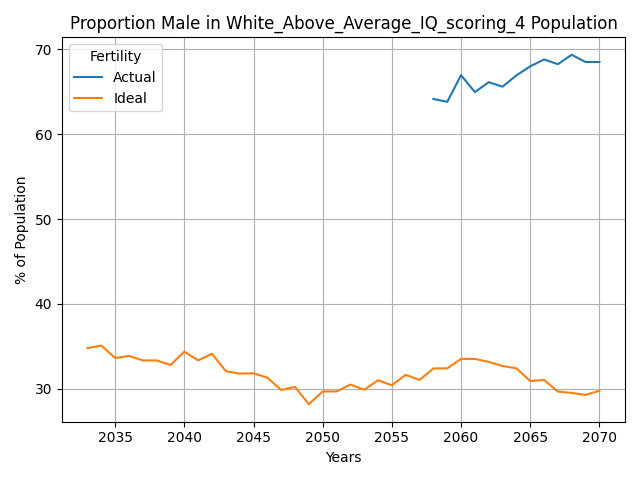 Proportion Male in White_Above_Average_IQ_scoring_4 Population
Fertility
Actual
Ideal
% of Population
70
60
50
40
30
2035 2040 2045 2050 2055 2060 2065 2070
Years